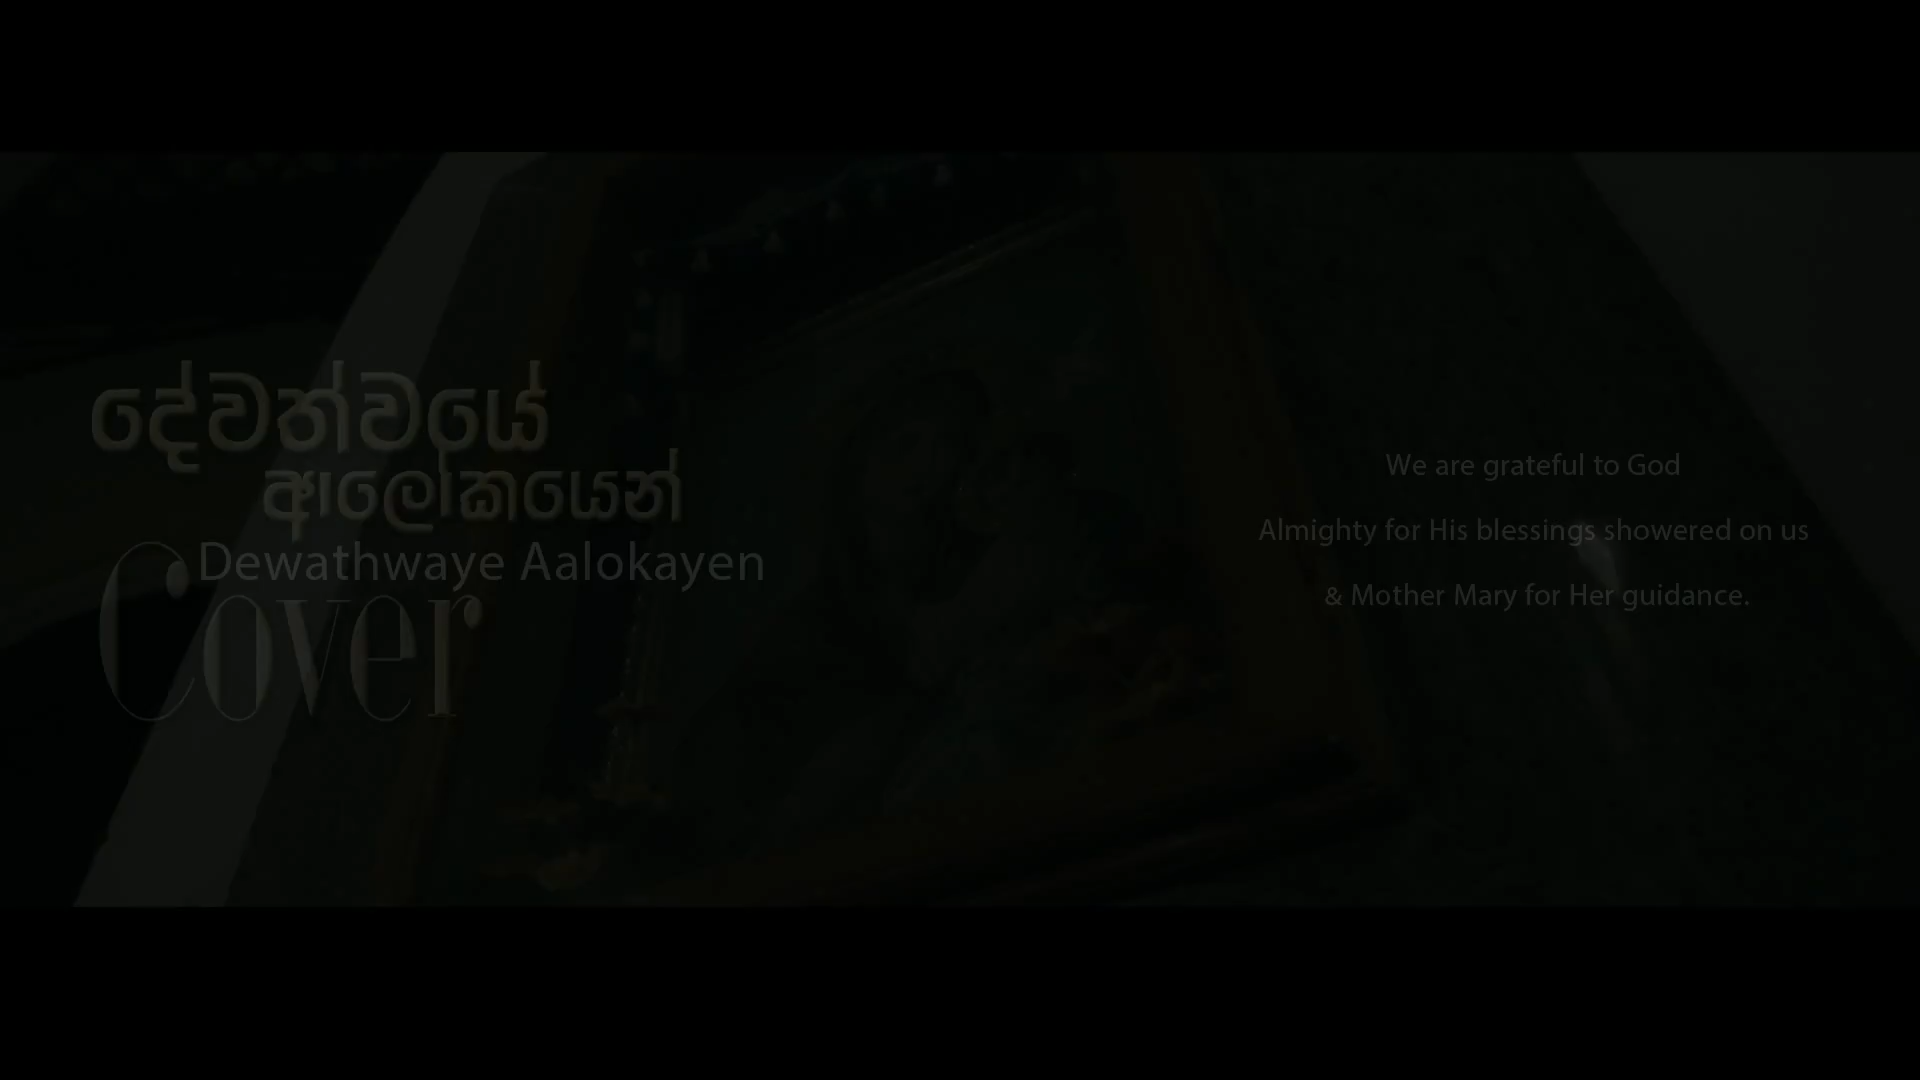 දේවත්වයේ
ආලෝකයෙන්
Dewathwaye Aalokayen
Cover
We are grateful to God
Almighty for His blessings showered on us
& Mother Mary for Her guidance.